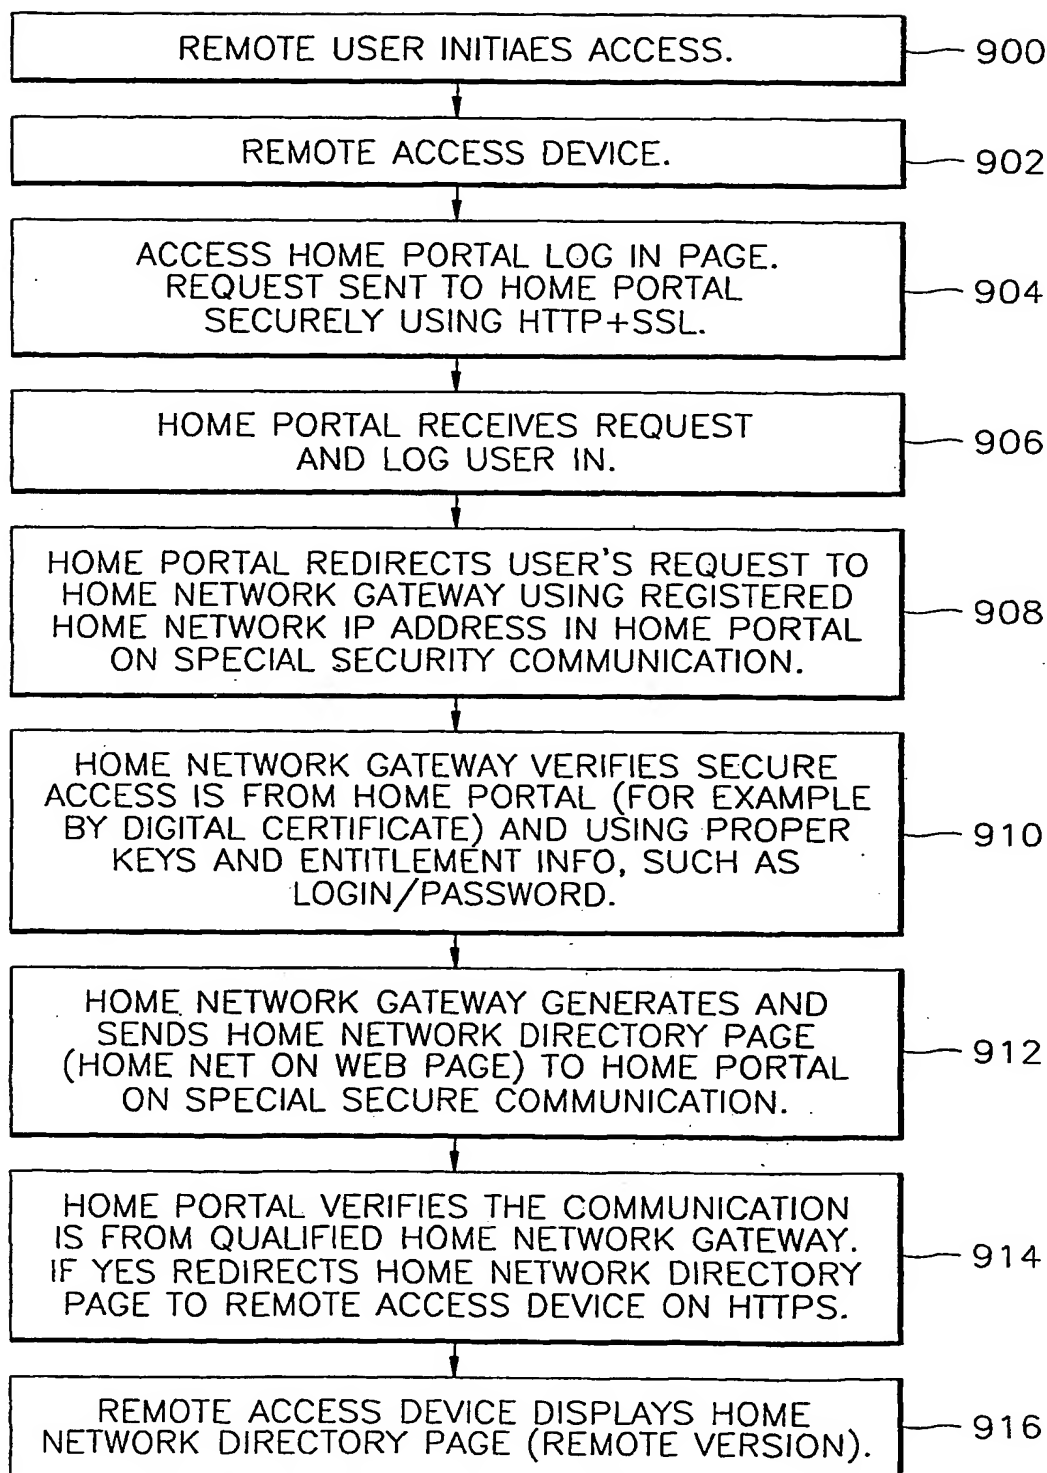 REMOTE USER INITIAES ACCESS.
900
REMOTE ACCESS DEVICE.
902
ACCESS HOME PORTAL LOG IN PAGE.
REQUEST SENT TO HOME PORTAL
SECURELY USING HTTP+SSL.
904
HOME PORTAL RECEIVES REQUEST
AND LOG USER IN.
906
HOME PORTAL REDIRECTS USER'S REQUEST TO
HOME NETWORK GATEWAY USING REGISTERED
HOME NETWORK IP ADDRESS IN HOME PORTAL
ON SPECIAL SECURITY COMMUNICATION.
908
HOME NETWORK GATEWAY VERIFIES SECURE
ACCESS IS FROM HOME PORTAL (FOR EXAMPLE
BY DIGITAL CERTIFICATE) AND USING PROPER
KEYS AND ENTITLEMENT INFO, SUCH AS
LOGIN/PASSWORD.
910
HOME NETWORK GATEWAY GENERATES AND
SENDS HOME NETWORK DIRECTORY PAGE
(HOME NET ON WEB PAGE) TO HOME PORTAL
ON SPECIAL SECURE COMMUNICATION.
912
HOME PORTAL VERIFIES THE COMMUNICATION
IS FROM QUALIFIED HOME NETWORK GATEWAY.
IF YES REDIRECTS HOME NETWORK DIRECTORY
PAGE TO REMOTE ACCESS DEVICE ON HTTPS.
914
REMOTE ACCESS DEVICE DISPLAYS HOME
NETWORK DIRECTORY PAGE (REMOTE VERSION).
916